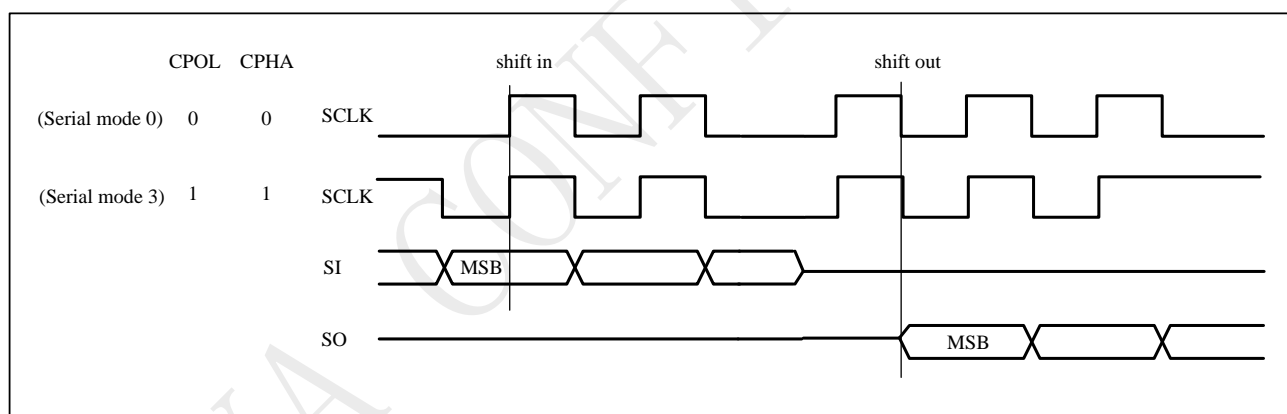 CPOL CPHA shift in shift out
(Serial mode 0) 0 0 SCLK
(Serial mode 3) 1 1 SCLK
SI MSB
SO MSB